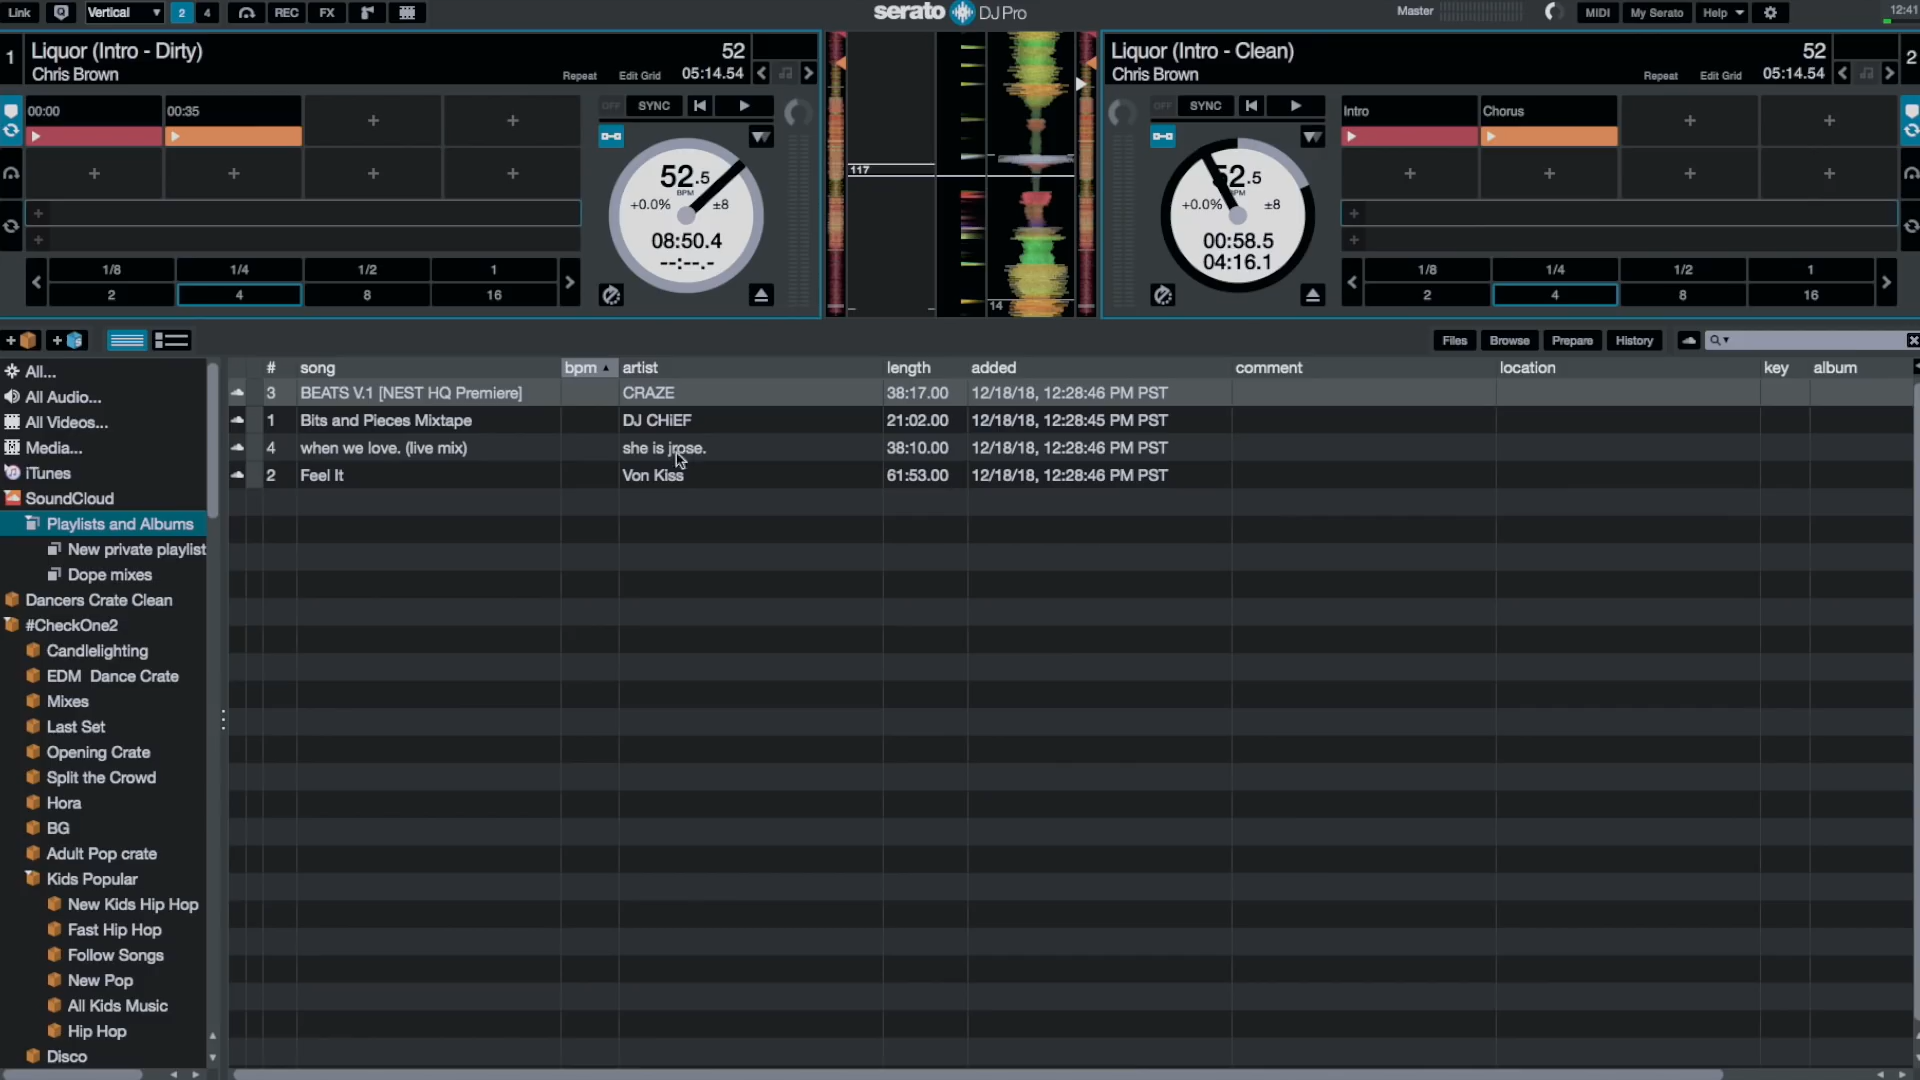 Link Vertical 2 4 REC FX serato DJ Pro Master MIDI My Serato Help 12:41
1 Liquor (Intro - Dirty) 52
Chris Brown Repeat Edit Grid 05:14.54
00:00 00:35
OFF SYNC
52.5
BPM
+0.0% ±8
08:50.4
--:--.-
1/8 1/4 1/2 1
2 4 8 16
117
14
Liquor (Intro - Clean) 52 2
Chris Brown Repeat Edit Grid 05:14.54
OFF SYNC
Intro Chorus
52.5
BPM
+0.0% ±8
00:58.5
04:16.1
1/8 1/4 1/2 1
2 4 8 16
Files Browse Prepare History
# song bpm artist length added comment location key album
3 BEATS V.1 [NEST HQ Premiere] CRAZE 38:17.00 12/18/18, 12:28:46 PM PST
1 Bits and Pieces Mixtape DJ CHiEF 21:02.00 12/18/18, 12:28:45 PM PST
4 when we love. (live mix) she is jrose. 38:10.00 12/18/18, 12:28:46 PM PST
2 Feel It Von Kiss 61:53.00 12/18/18, 12:28:46 PM PST
All...
All Audio...
All Videos...
Media...
iTunes
SoundCloud
Playlists and Albums
New private playlist
Dope mixes
Dancers Crate Clean
#CheckOne2
Candlelighting
EDM Dance Crate
Mixes
Last Set
Opening Crate
Split the Crowd
Hora
BG
Adult Pop crate
Kids Popular
New Kids Hip Hop
Fast Hip Hop
Follow Songs
New Pop
All Kids Music
Hip Hop
Disco